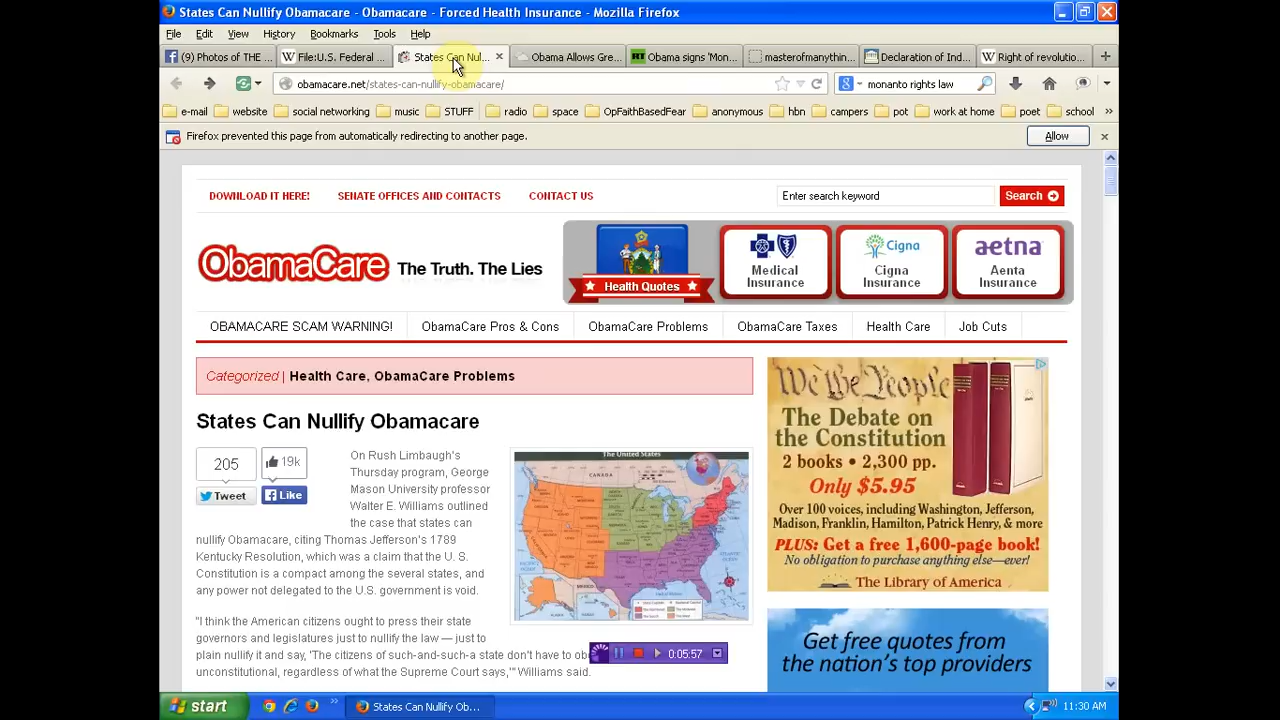 States Can Nullify Obamacare - Obamacare - Forced Health Insurance - Mozilla Firefox
File Edit View History Bookmarks Tools Help
(9) Photos of THE ...
File:U.S. Federal ...
States Can Nul...
Obama Allows Gre...
Obama signs 'Mon...
masterofmanythin...
Declaration of Ind...
Right of revolutio...
obamacare.net/states-can-nullify-obamacare/
monanto rights law
e-mail website social networking music STUFF radio space OpFaithBasedFear anonymous hbn campers pot work at home poet school
Firefox prevented this page from automatically redirecting to another page.
Allow
DOWNLOAD IT HERE! SENATE OFFICES AND CONTACTS CONTACT US
Enter search keyword
Search
ObamaCare The Truth. The Lies
Health Quotes
Medical
Insurance
Cigna
Cigna
Insurance
aetna
Aenta
Insurance
OBAMACARE SCAM WARNING! ObamaCare Pros & Cons ObamaCare Problems ObamaCare Taxes Health Care Job Cuts
Categorized | Health Care, ObamaCare Problems
States Can Nullify Obamacare
205
Tweet
19k
Like
On Rush Limbaugh's
Thursday program, George
Mason University professor
Walter E. Williams outlined
the case that states can
nullify Obamacare, citing Thomas Jefferson's 1789
Kentucky Resolution, which was a claim that the U. S.
Constitution is a compact among the several states, and
any power not delegated to the U.S. government is void.
"I think the American citizens ought to press their state
governors and legislatures just to nullify the law — just to
plain nullify it and say, 'The citizens of such-and-such-a state don't have to ob
unconstitutional, regardless of what the Supreme Court says,'" Williams said.
The United States
CANADA
MEXICO
0:05:57
We the People
The Debate on
the Constitution
2 books • 2,300 pp.
Only $5.95
Over 100 voices, including Washington, Jefferson,
Madison, Franklin, Hamilton, Patrick Henry, & more
PLUS: Get a free 1,600-page book!
No obligation to purchase anything else—ever!
The Library of America
Get free quotes from
the nation's top providers
start
States Can Nullify Ob...
11:30 AM